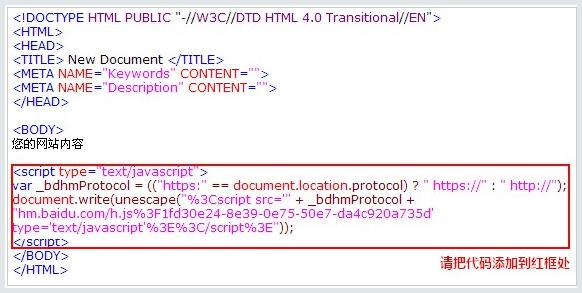 <!DOCTYPE HTML PUBLIC "-//W3C//DTD HTML 4.0 Transitional//EN">
<HTML>
<HEAD>
<TITLE> New Document </TITLE>
<META NAME="Keywords" CONTENT="">
<META NAME="Description" CONTENT="">
</HEAD>
<BODY>
您的网站内容
<script type="text/javascript">
var _bdhmProtocol = (("https:" == document.location.protocol) ? " https://" : " http://");
document.write(unescape("%3Cscript src='" + _bdhmProtocol +
"hm.baidu.com/h.js%3F1fd30e24-8e39-0e75-50e7-da4c920a735d'
type='text/javascript'%3E%3C/script%3E"));
</script>
</BODY>
请把代码添加到红框处
</HTML>